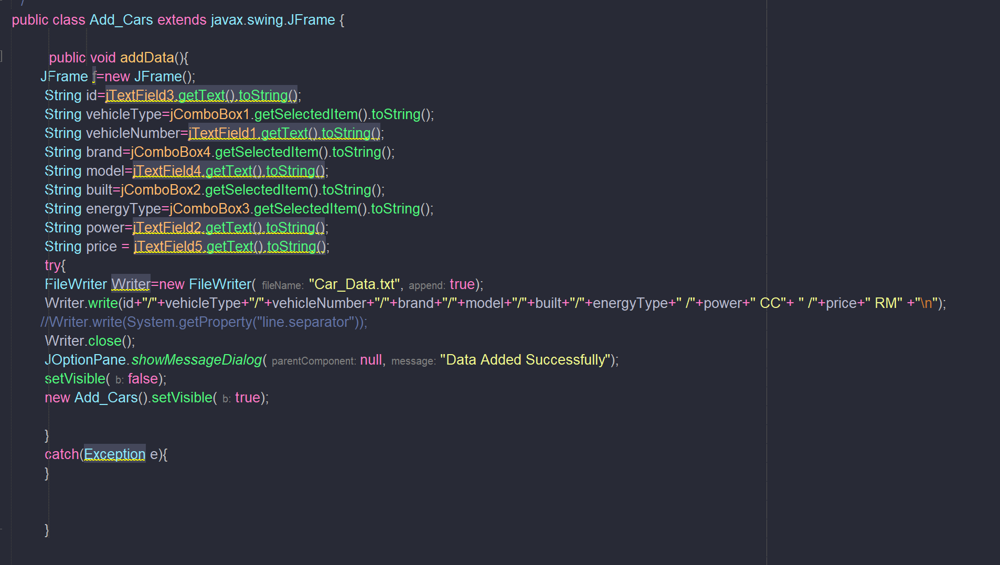 /
public class Add_Cars extends javax.swing.JFrame {
public void addData(){
JFrame f=new JFrame();
String id=jTextField3.getText().toString();
String vehicleType=jComboBox1.getSelectedItem().toString();
String vehicleNumber=jTextField1.getText().toString();
String brand=jComboBox4.getSelectedItem().toString();
String model=jTextField4.getText().toString();
String built=jComboBox2.getSelectedItem().toString();
String energyType=jComboBox3.getSelectedItem().toString();
String power=jTextField2.getText().toString();
String price = jTextField5.getText().toString();
try{
FileWriter Writer=new FileWriter( fileName: "Car_Data.txt", append: true);
Writer.write(id+"/"+vehicleType+"/"+vehicleNumber+"/"+brand+"/"+model+"/"+built+"/"+energyType+" /"+power+" CC"+ " /"+price+" RM" +"\n");
//Writer.write(System.getProperty("line.separator"));
Writer.close();
JOptionPane.showMessageDialog( parentComponent: null, message: "Data Added Successfully");
setVisible( b: false);
new Add_Cars().setVisible( b: true);
}
catch(Exception e){
}
}